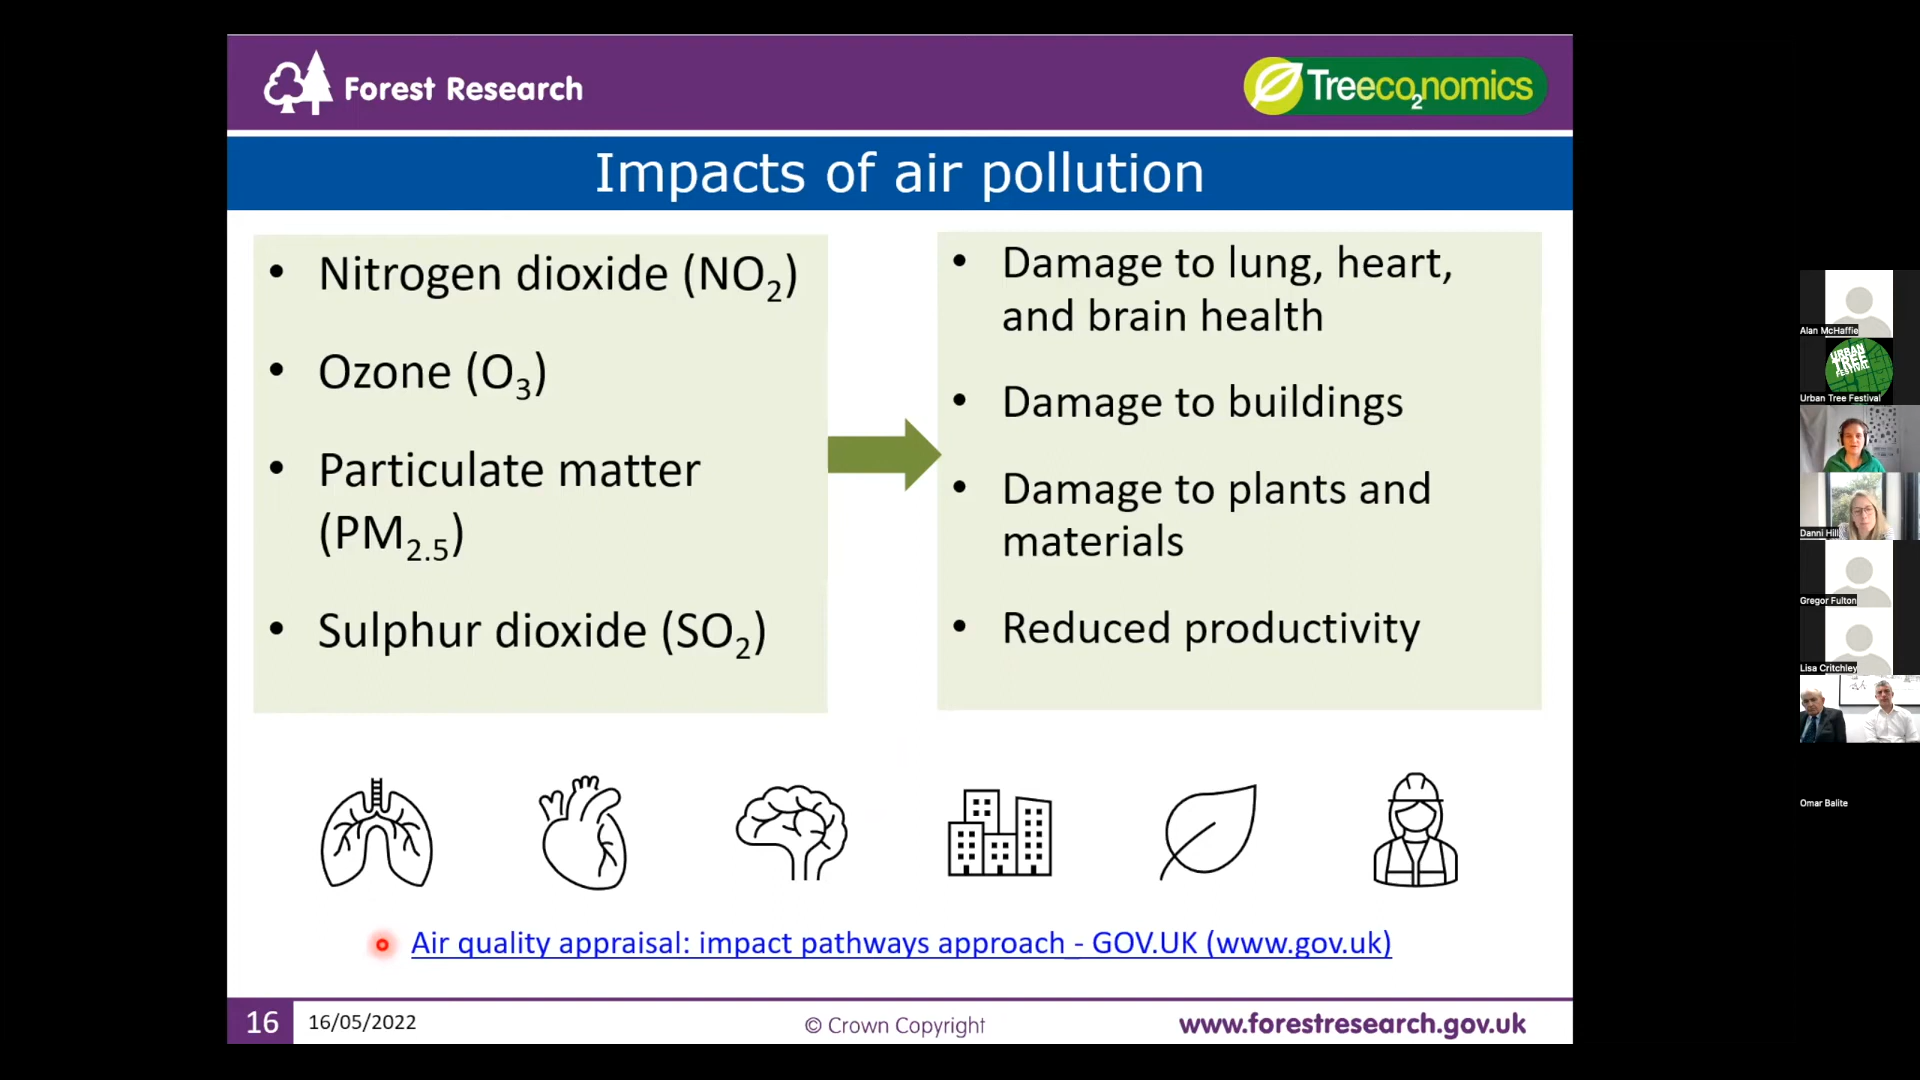 Forest Research
Treeco₂nomics
Impacts of air pollution
• Nitrogen dioxide (NO₂)
• Ozone (O₃)
• Particulate matter
(PM₂.₅)
• Sulphur dioxide (SO₂)
• Damage to lung, heart,
and brain health
• Damage to buildings
• Damage to plants and
materials
• Reduced productivity
Air quality appraisal: impact pathways approach - GOV.UK (www.gov.uk)
16
16/05/2022
© Crown Copyright
www.forestresearch.gov.uk
Alan McHaffie
URBAN
TREE
FESTIVAL
Urban Tree Festival
Danni Hill
Gregor Fulton
Lisa Critchley
Omar Balite